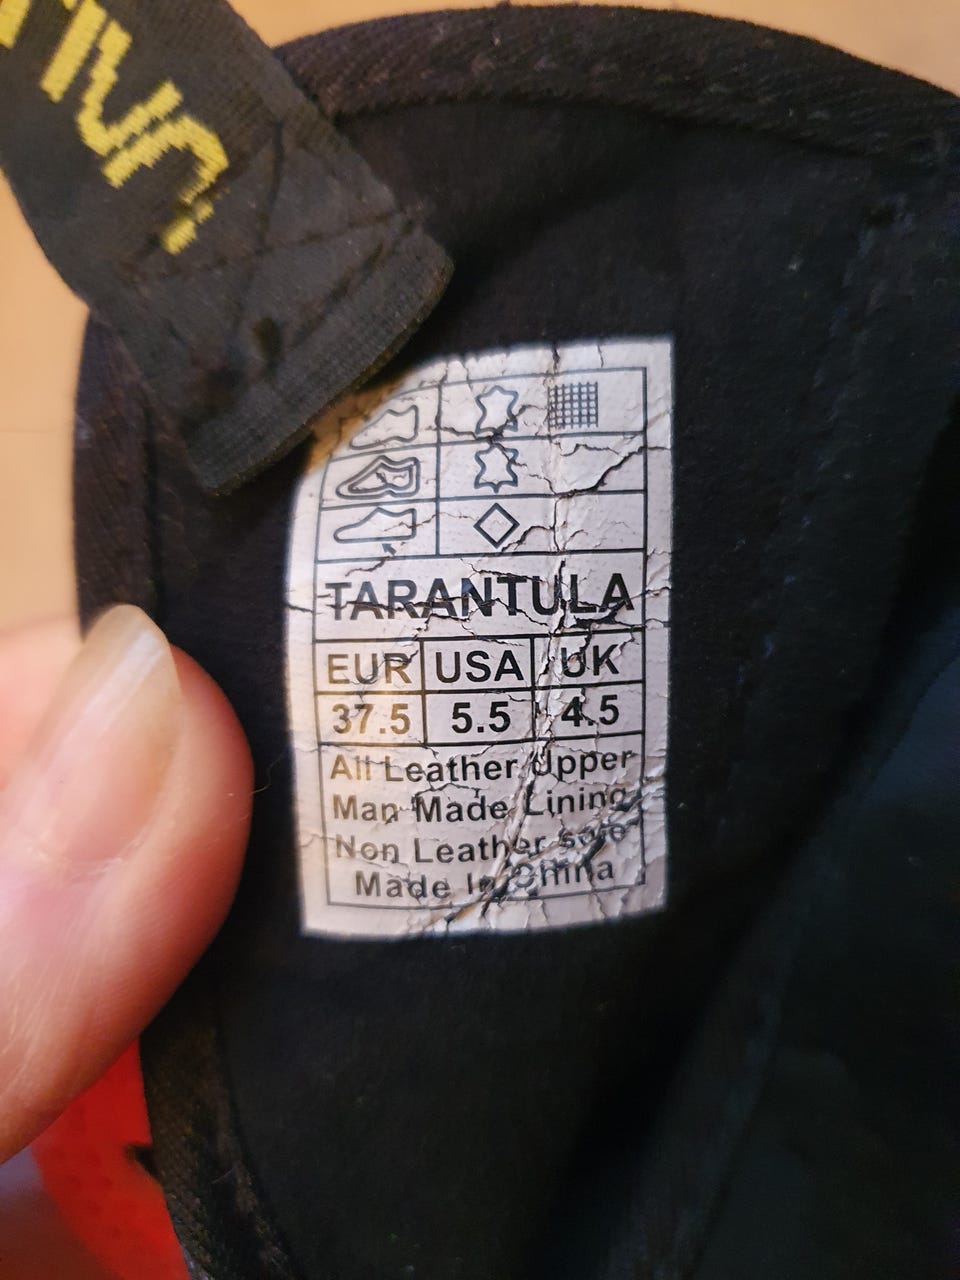 TARANTULA
EUR USA UK
37.5 5.5 4.5
All Leather Upper
Man Made Lining
Non Leather sole
Made In China